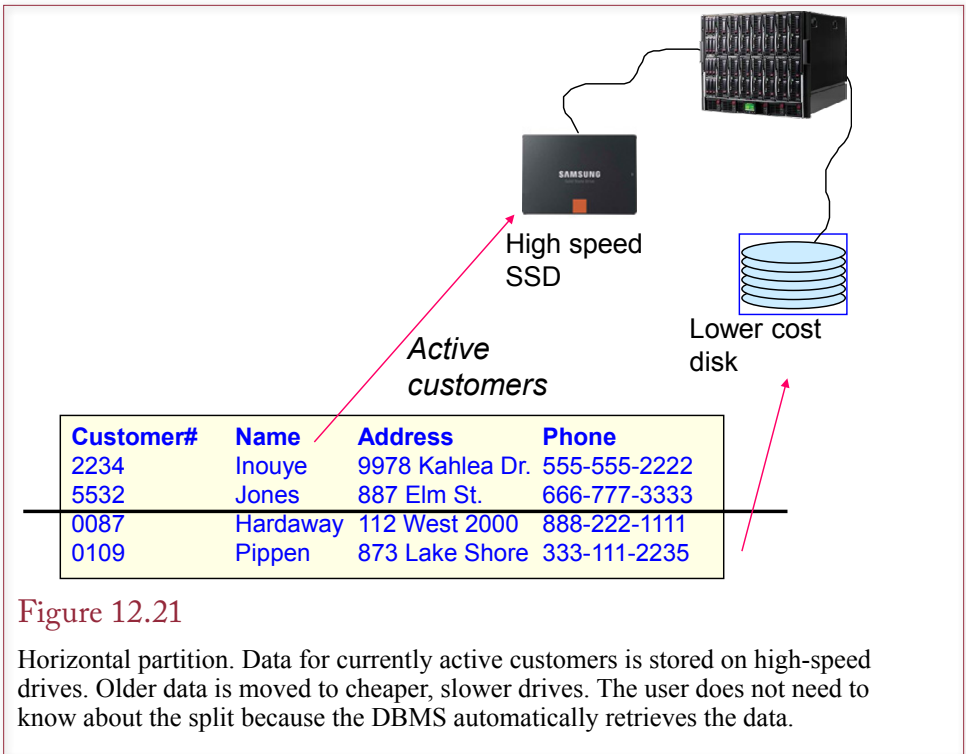 SAMSUNG
High speed
SSD
Lower cost
disk
Active
customers
Customer# Name Address Phone
2234 Inouye 9978 Kahlea Dr. 555-555-2222
5532 Jones 887 Elm St. 666-777-3333
0087 Hardaway 112 West 2000 888-222-1111
0109 Pippen 873 Lake Shore 333-111-2235
Figure 12.21
Horizontal partition. Data for currently active customers is stored on high-speed
drives. Older data is moved to cheaper, slower drives. The user does not need to
know about the split because the DBMS automatically retrieves the data.